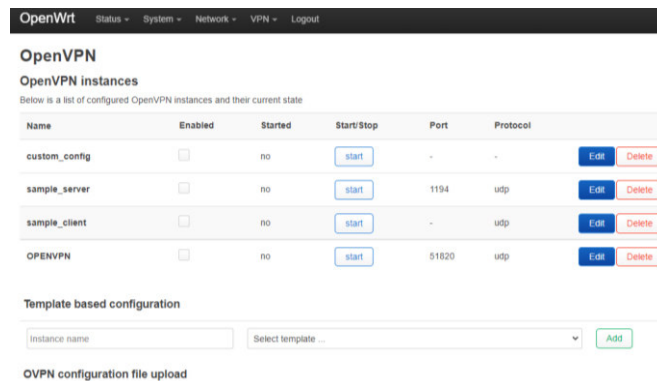 OpenWrt Status System Network VPN Logout
OpenVPN
OpenVPN instances
Below is a list of configured OpenVPN instances and their current state
Name Enabled Started Start/Stop Port Protocol
custom_config no start - - Edit Delete
sample_server no start 1194 udp Edit Delete
sample_client no start - udp Edit Delete
OPENVPN no start 51820 udp Edit Delete
Template based configuration
Instance name Select template ... Add
OVPN configuration file upload